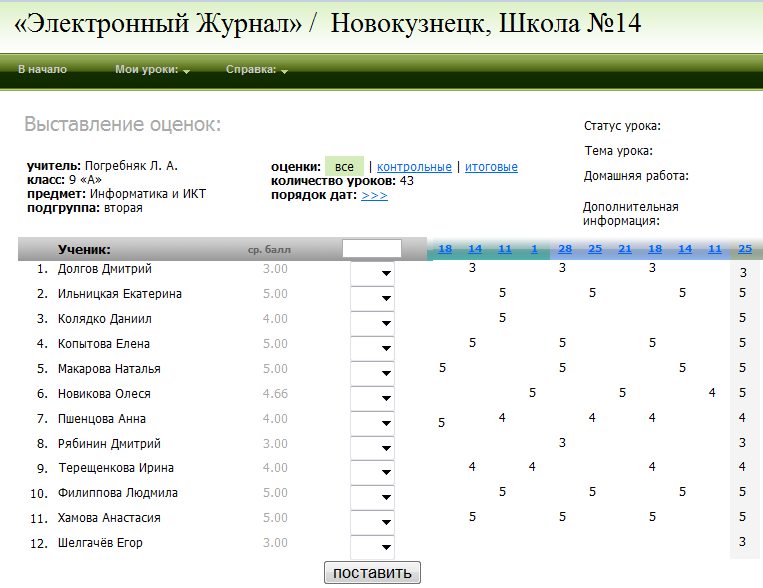 «Электронный Журнал» / Новокузнецк, Школа №14
В начало Мои уроки: Справка:
Выставление оценок:
Статус урока:
Тема урока:
Домашняя работа:
Дополнительная
информация:
учитель: Погребняк Л. А.
класс: 9 «А»
предмет: Информатика и ИКТ
подгруппа: вторая
оценки: все | контрольные | итоговые
количество уроков: 43
порядок дат: >>>
Ученик: ср. балл 18 14 11 1 28 25 21 18 14 11 25
1. Долгов Дмитрий 3.00 3 3 3 3
2. Ильницкая Екатерина 5.00 5 5 5 5
3. Колядко Даниил 4.00 5 5
4. Копытова Елена 5.00 5 5 5 5
5. Макарова Наталья 5.00 5 5 5 5
6. Новикова Олеся 4.66 5 5 4 5
7. Пшенцова Анна 4.00 5 4 4 4 4
8. Рябинин Дмитрий 3.00 3 3
9. Терещенкова Ирина 4.00 4 4 4 4
10. Филиппова Людмила 5.00 5 5 5 5
11. Хамова Анастасия 5.00 5 5 5 5
12. Шелгачёв Егор 3.00 3
поставить